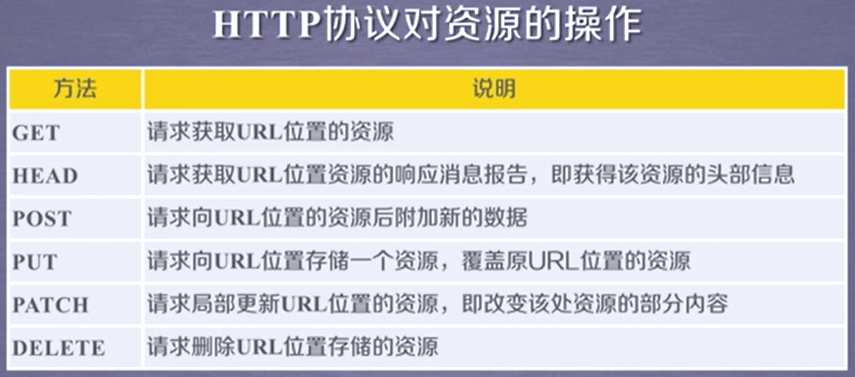 HTTP协议对资源的操作
方法 说明
GET 请求获取URL位置的资源
HEAD 请求获取URL位置资源的响应消息报告，即获得该资源的头部信息
POST 请求向URL位置的资源后附加新的数据
PUT 请求向URL位置存储一个资源，覆盖原URL位置的资源
PATCH 请求局部更新URL位置的资源，即改变该处资源的部分内容
DELETE 请求删除URL位置存储的资源